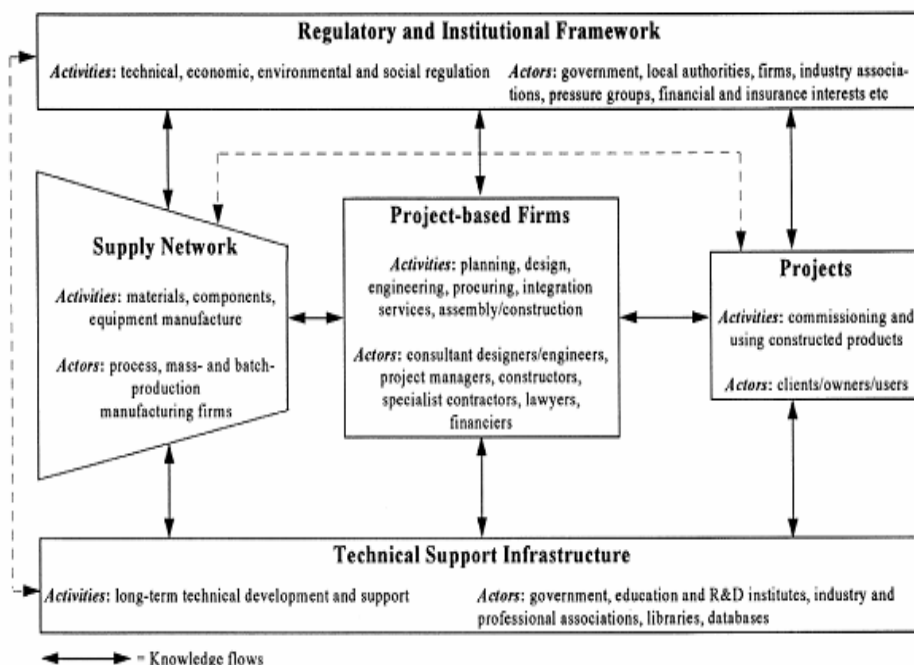 Regulatory and Institutional Framework
Activities: technical, economic, environmental and social regulation
Actors: government, local authorities, firms, industry associa-
tions, pressure groups, financial and insurance interests etc
Supply Network
Activities: materials, components,
equipment manufacture
Actors: process, mass- and batch-
production
manufacturing firms
Project-based Firms
Activities: planning, design,
engineering, procuring, integration
services, assembly/construction
Actors: consultant designers/engineers,
project managers, constructors,
specialist contractors, lawyers,
financiers
Projects
Activities: commissioning and
using constructed products
Actors: clients/owners/users
Technical Support Infrastructure
Activities: long-term technical development and support
Actors: government, education and R&D institutes, industry and
professional associations, libraries, databases
= Knowledge flows